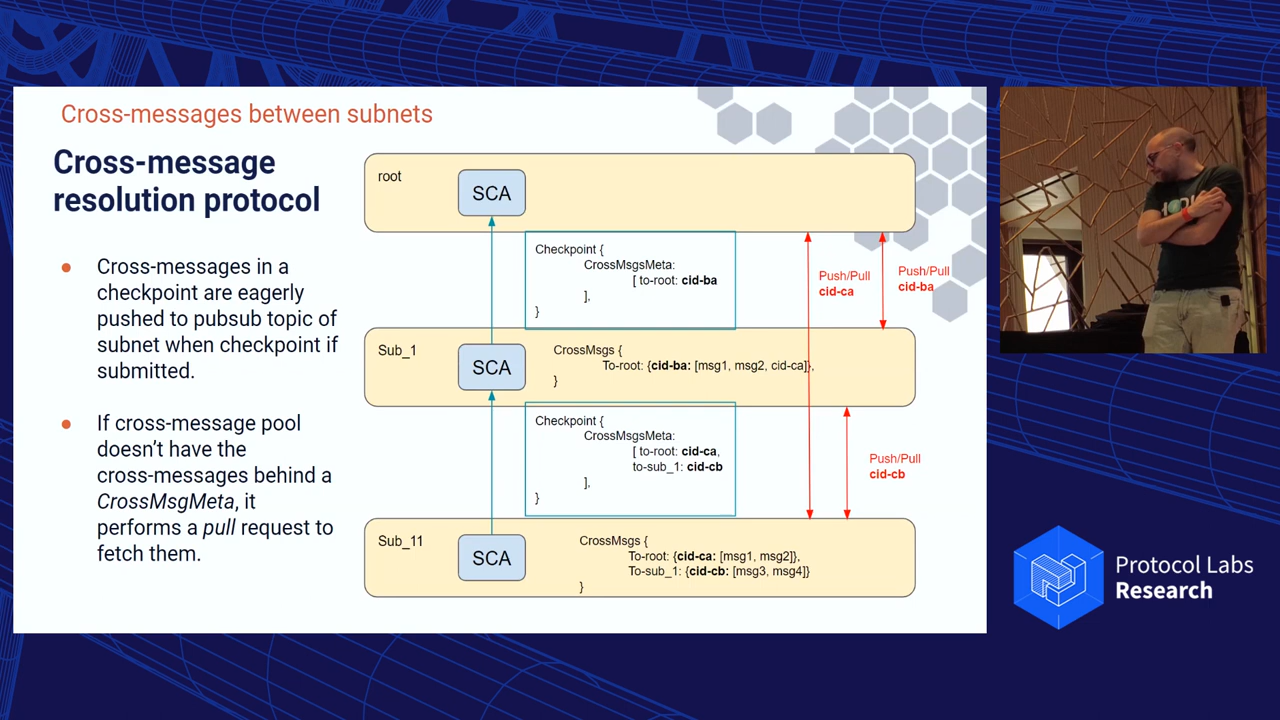 Cross-messages between subnets
Cross-message
resolution protocol
● Cross-messages in a
checkpoint are eagerly
pushed to pubsub topic of
subnet when checkpoint if
submitted.
● If cross-message pool
doesn't have the
cross-messages behind a
CrossMsgMeta, it
performs a pull request to
fetch them.
root
SCA
Checkpoint {
CrossMsgsMeta:
[ to-root: cid-ba
],
}
Push/Pull
cid-ca
Push/Pull
cid-ba
Sub_1
SCA
CrossMsgs {
To-root: {cid-ba: [msg1, msg2, cid-ca]},
}
Checkpoint {
CrossMsgsMeta:
[ to-root: cid-ca,
to-sub_1: cid-cb
],
}
Push/Pull
cid-cb
Sub_11
SCA
CrossMsgs {
To-root: {cid-ca: [msg1, msg2]},
To-sub_1: {cid-cb: [msg3, msg4]}
}
Protocol Labs
Research